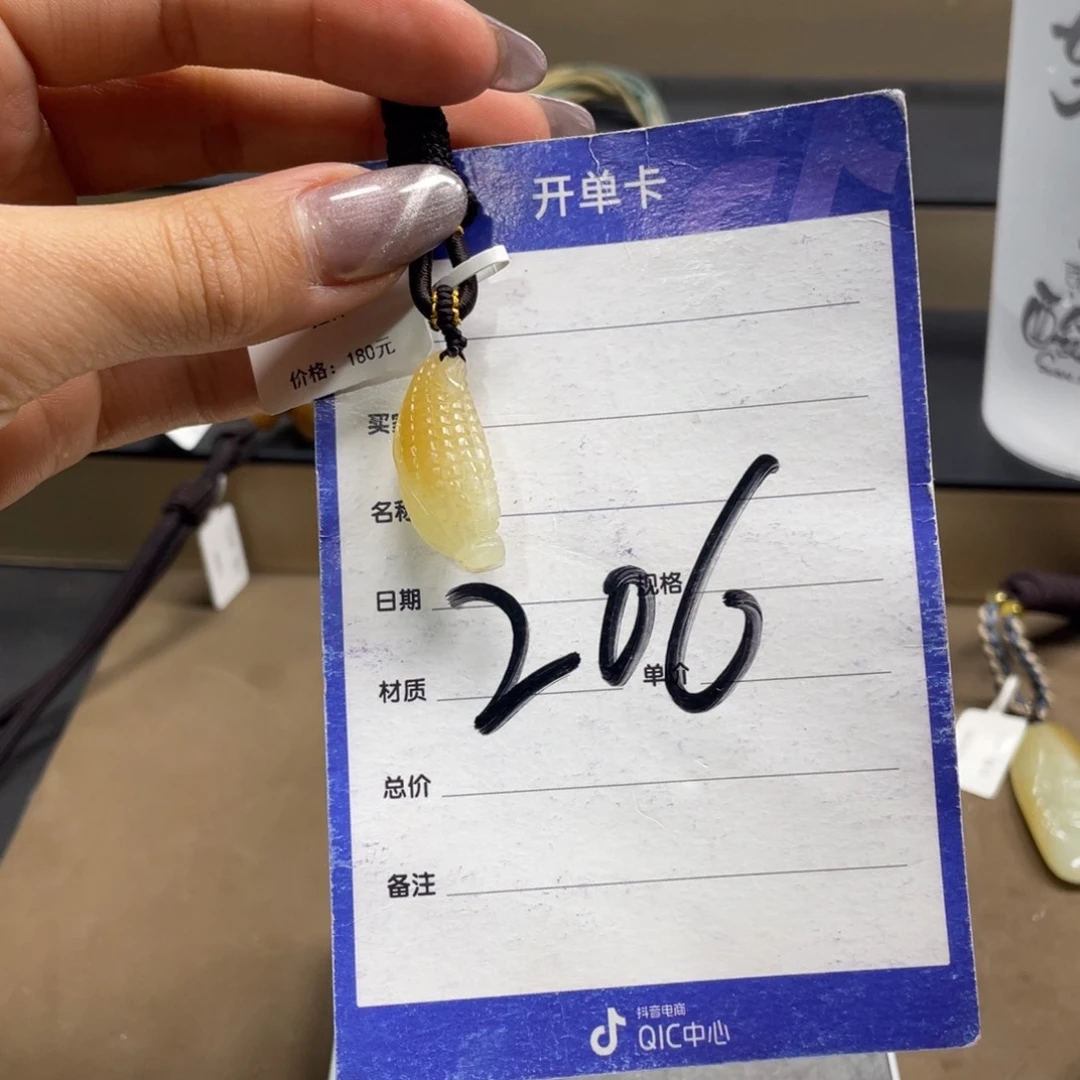 开单卡
价格：180元
买
名称
日期
规格
206
材质
单价
总价
备注
抖音电商
QIC中心